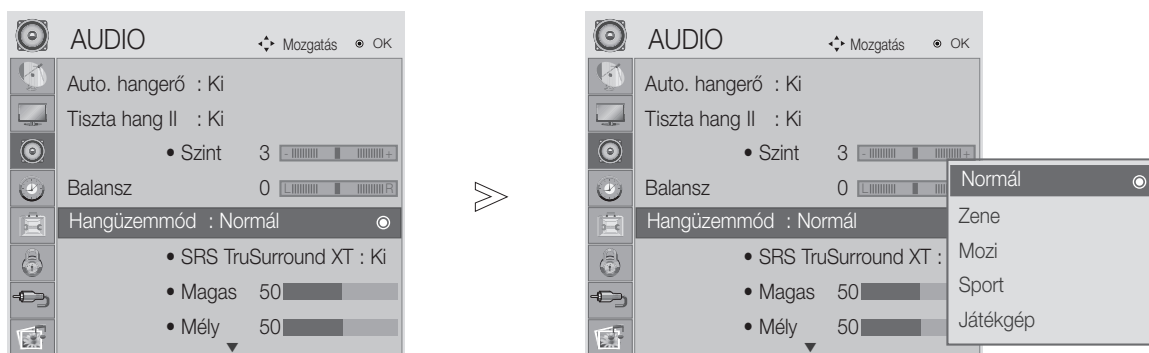 AUDIO Mozgatás OK
Auto. hangerő : Ki
Tiszta hang II : Ki
• Szint 3 - +
Balansz 0 L R
Hangüzemmód : Normál
• SRS TruSurround XT : Ki
• Magas 50
• Mély 50
AUDIO Mozgatás OK
Auto. hangerő : Ki
Tiszta hang II : Ki
• Szint 3 - +
Balansz 0 L
Hangüzemmód : Normál
• SRS TruSurround XT :
• Magas 50
• Mély 50
Normál
Zene
Mozi
Sport
Játékgép